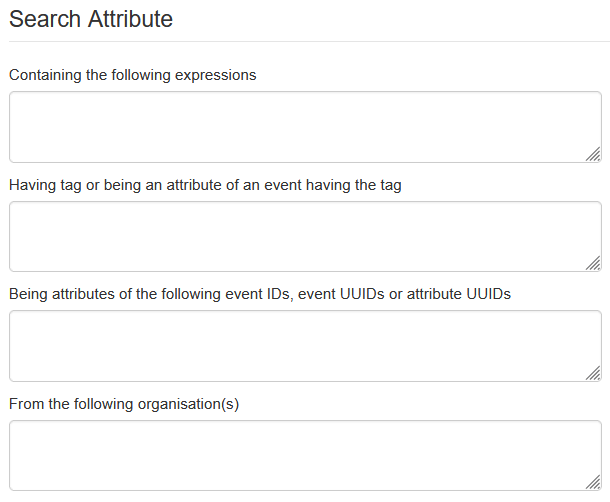 Search Attribute
Containing the following expressions
Having tag or being an attribute of an event having the tag
Being attributes of the following event IDs, event UUIDs or attribute UUIDs
From the following organisation(s)